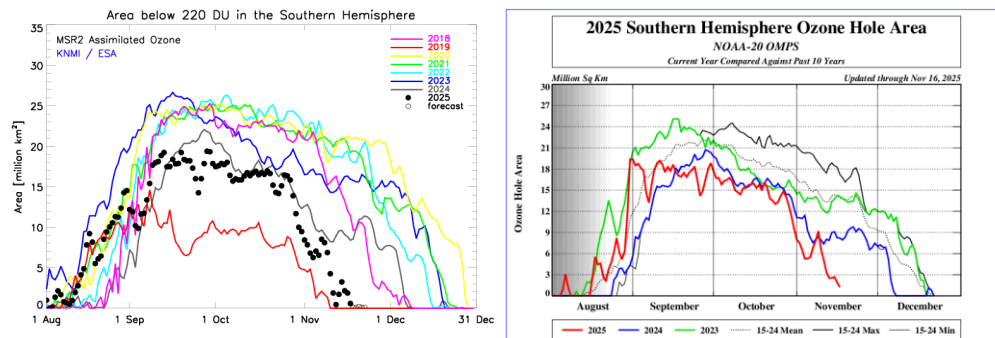 Area below 220 DU in the Southern Hemisphere
MSR2 Assimilated Ozone
KNMI / ESA
2018
2019
2020
2021
2022
2023
2024
2025
forecast
Area [million km²]
35
30
25
20
15
10
5
0
1 Aug
1 Sep
1 Oct
1 Nov
1 Dec
31 Dec
2025 Southern Hemisphere Ozone Hole Area
NOAA-20 OMPS
Current Year Compared Against Past 10 Years
Million Sq Km
Updated through Nov 16, 2025
Ozone Hole Area
30
27
24
21
18
15
12
9
6
3
0
August
September
October
November
December
2025
2024
2023
15-24 Mean
15-24 Max
15-24 Min